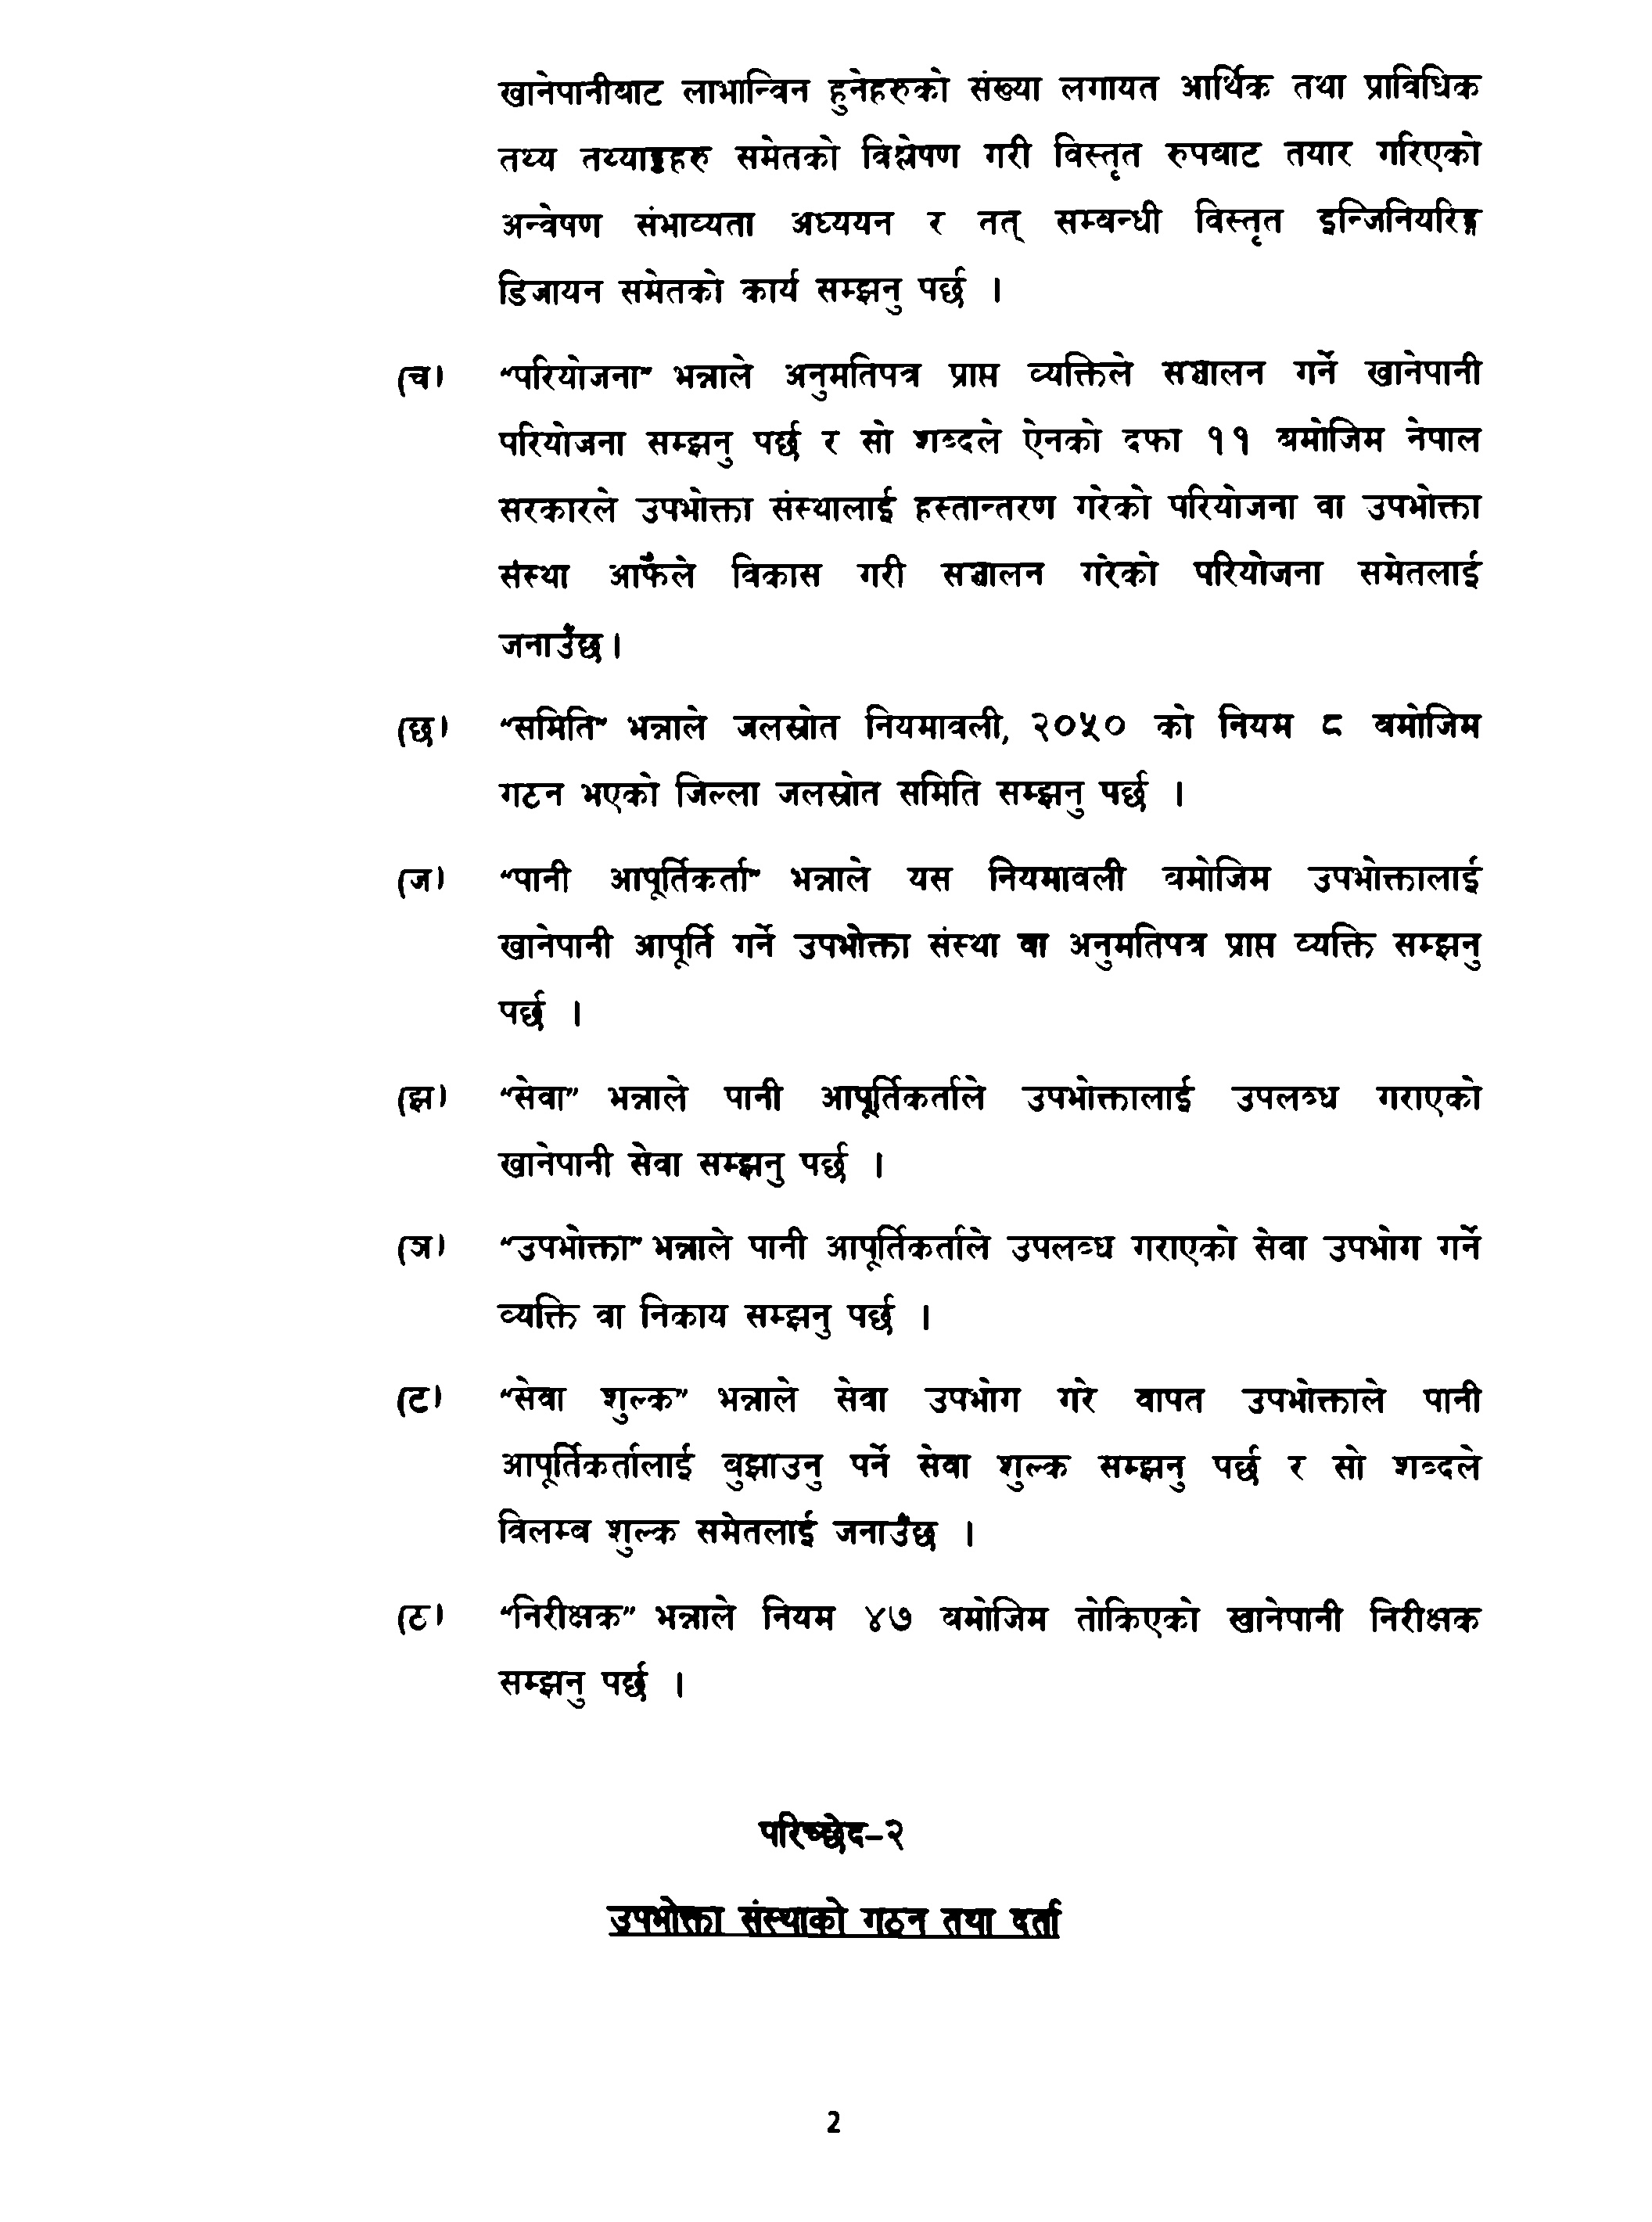 खानेपानीबाट लाभान्वित हुनेहरुको संख्या लगायत आर्थिक तथा प्राविधिक
तथ्य तथ्याङ्कहरु समेतको विश्लेषण गरी विस्तृत रुपबाट तयार गरिएको
अन्वेषण संभाव्यता अध्ययन र तत् सम्बन्धी विस्तृत इन्जिनियरिङ्ग
डिजायन समेतको कार्य सम्झनु पर्छ ।
(च) “परियोजना” भन्नाले अनुमतिपत्र प्राप्त व्यक्तिले सञ्चालन गर्ने खानेपानी
परियोजना सम्झनु पर्छ र सो शब्दले ऐनको दफा ११ बमोजिम नेपाल
सरकारले उपभोक्ता संस्थालाई हस्तान्तरण गरेको परियोजना वा उपभोक्ता
संस्था आफैंले विकास गरी सञ्चालन गरेको परियोजना समेतलाई
जनाउँछ।
(छ) “समिति” भन्नाले जलस्रोत नियमावली, २०५० को नियम ८ बमोजिम
गटन भएको जिल्ला जलस्रोत समिति सम्झनु पर्छ ।
(ज) “पानी आपूर्तिकर्ता” भन्नाले यस नियमावली बमोजिम उपभोक्तालाई
खानेपानी आपूर्ति गर्ने उपभोक्ता संस्था वा अनुमतिपत्र प्राप्त व्यक्ति सम्झनु
पर्छ ।
(झ) “सेवा” भन्नाले पानी आपूर्तिकर्ताले उपभोक्तालाई उपलब्ध गराएको
खानेपानी सेवा सम्झनु पर्छ ।
(ञ) “उपभोक्ता” भन्नाले पानी आपूर्तिकर्ताले उपलब्ध गराएको सेवा उपभोग गर्ने
व्यक्ति वा निकाय सम्झनु पर्छ ।
(ट) “सेवा शुल्क” भन्नाले सेवा उपभोग गरे वापत उपभोक्ताले पानी
आपूर्तिकर्तालाई बुझाउनु पर्ने सेवा शुल्क सम्झनु पर्छ र सो शब्दले
विलम्ब शुल्क समेतलाई जनाउँछ ।
(ठ) “निरीक्षक” भन्नाले नियम ४७ बमोजिम तोकिएको खानेपानी निरीक्षक
सम्झनु पर्छ ।
परिच्छेद–२
उपभोक्ता संस्थाको गठन तथा दर्ता
2